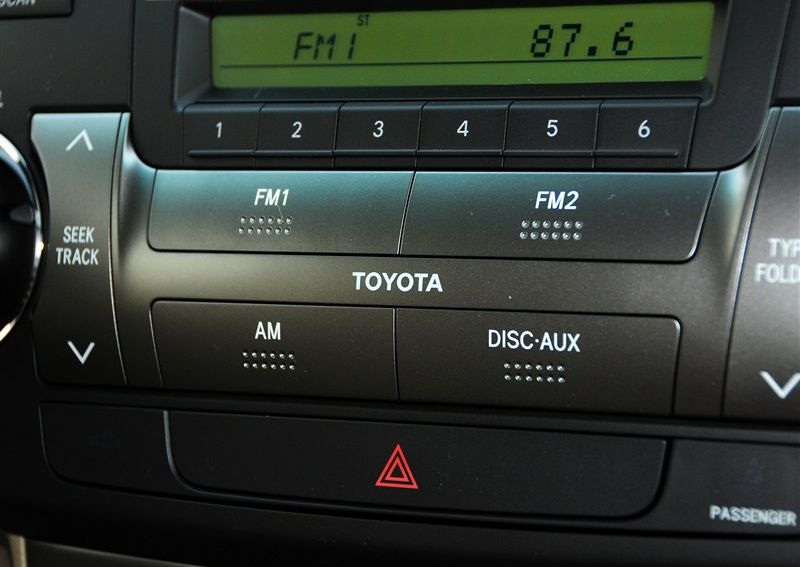 SCAN
ST
FM1 87.6
1 2 3 4 5 6
FM1 FM2
SEEK
TRACK
TOYOTA
AM DISC·AUX
PASSENGER